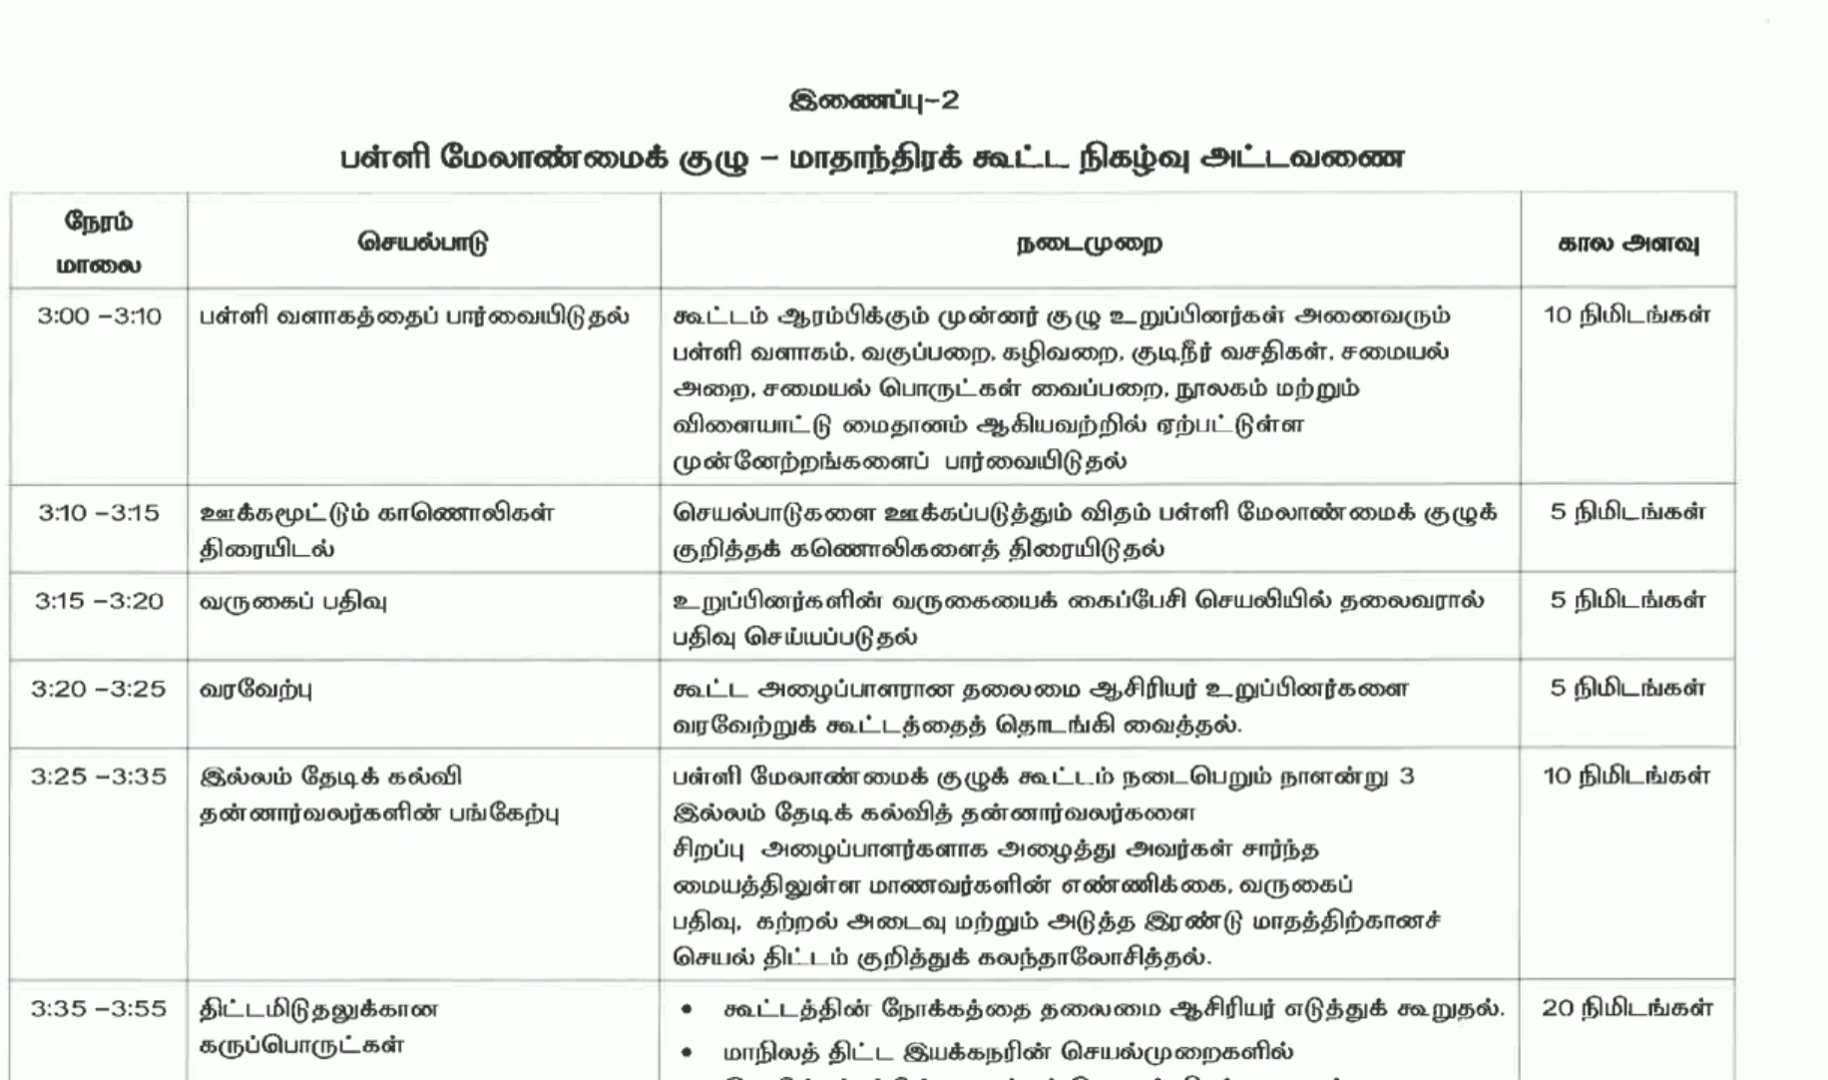 இணைப்பு-2
பள்ளி மேலாண்மைக் குழு – மாதாந்திரக் கூட்ட நிகழ்வு அட்டவணை
நேரம்
மாலை
செயல்பாடு
நடைமுறை
கால அளவு
3:00 –3:10
பள்ளி வளாகத்தைப் பார்வையிடுதல்
கூட்டம் ஆரம்பிக்கும் முன்னர் குழு உறுப்பினர்கள் அனைவரும்
பள்ளி வளாகம், வகுப்பறை, கழிவறை, குடிநீர் வசதிகள், சமையல்
அறை, சமையல் பொருட்கள் வைப்பறை, நூலகம் மற்றும்
விளையாட்டு மைதானம் ஆகியவற்றில் ஏற்பட்டுள்ள
முன்னேற்றங்களைப் பார்வையிடுதல்
10 நிமிடங்கள்
3:10 –3:15
ஊக்கமூட்டும் காணொலிகள்
திரையிடல்
செயல்பாடுகளை ஊக்கப்படுத்தும் விதம் பள்ளி மேலாண்மைக் குழுக்
குறித்தக் கணொலிகளைத் திரையிடுதல்
5 நிமிடங்கள்
3:15 –3:20
வருகைப் பதிவு
உறுப்பினர்களின் வருகையைக் கைப்பேசி செயலியில் தலைவரால்
பதிவு செய்யப்படுதல்
5 நிமிடங்கள்
3:20 –3:25
வரவேற்பு
கூட்ட அழைப்பாளரான தலைமை ஆசிரியர் உறுப்பினர்களை
வரவேற்றுக் கூட்டத்தைத் தொடங்கி வைத்தல்.
5 நிமிடங்கள்
3:25 –3:35
இல்லம் தேடிக் கல்வி
தன்னார்வலர்களின் பங்கேற்பு
பள்ளி மேலாண்மைக் குழுக் கூட்டம் நடைபெறும் நாளன்று 3
இல்லம் தேடிக் கல்வித் தன்னார்வலர்களை
சிறப்பு அழைப்பாளர்களாக அழைத்து அவர்கள் சார்ந்த
மையத்திலுள்ள மாணவர்களின் எண்ணிக்கை, வருகைப்
பதிவு, கற்றல் அடைவு மற்றும் அடுத்த இரண்டு மாதத்திற்கானச்
செயல் திட்டம் குறித்துக் கலந்தாலோசித்தல்.
10 நிமிடங்கள்
3:35 –3:55
திட்டமிடுதலுக்கான
கருப்பொருட்கள்
• கூட்டத்தின் நோக்கத்தை தலைமை ஆசிரியர் எடுத்துக் கூறுதல்.
• மாநிலத் திட்ட இயக்கநரின் செயல்முறைகளில்
20 நிமிடங்கள்